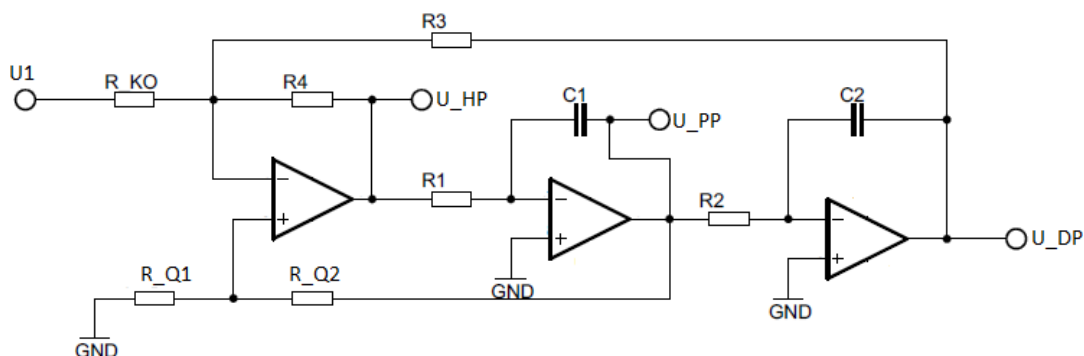 R3
U1
R_KO
R4
U_HP
C1
U_PP
C2
R1
R2
−
+
−
+
−
+
U_DP
R_Q1
R_Q2
GND
GND
GND